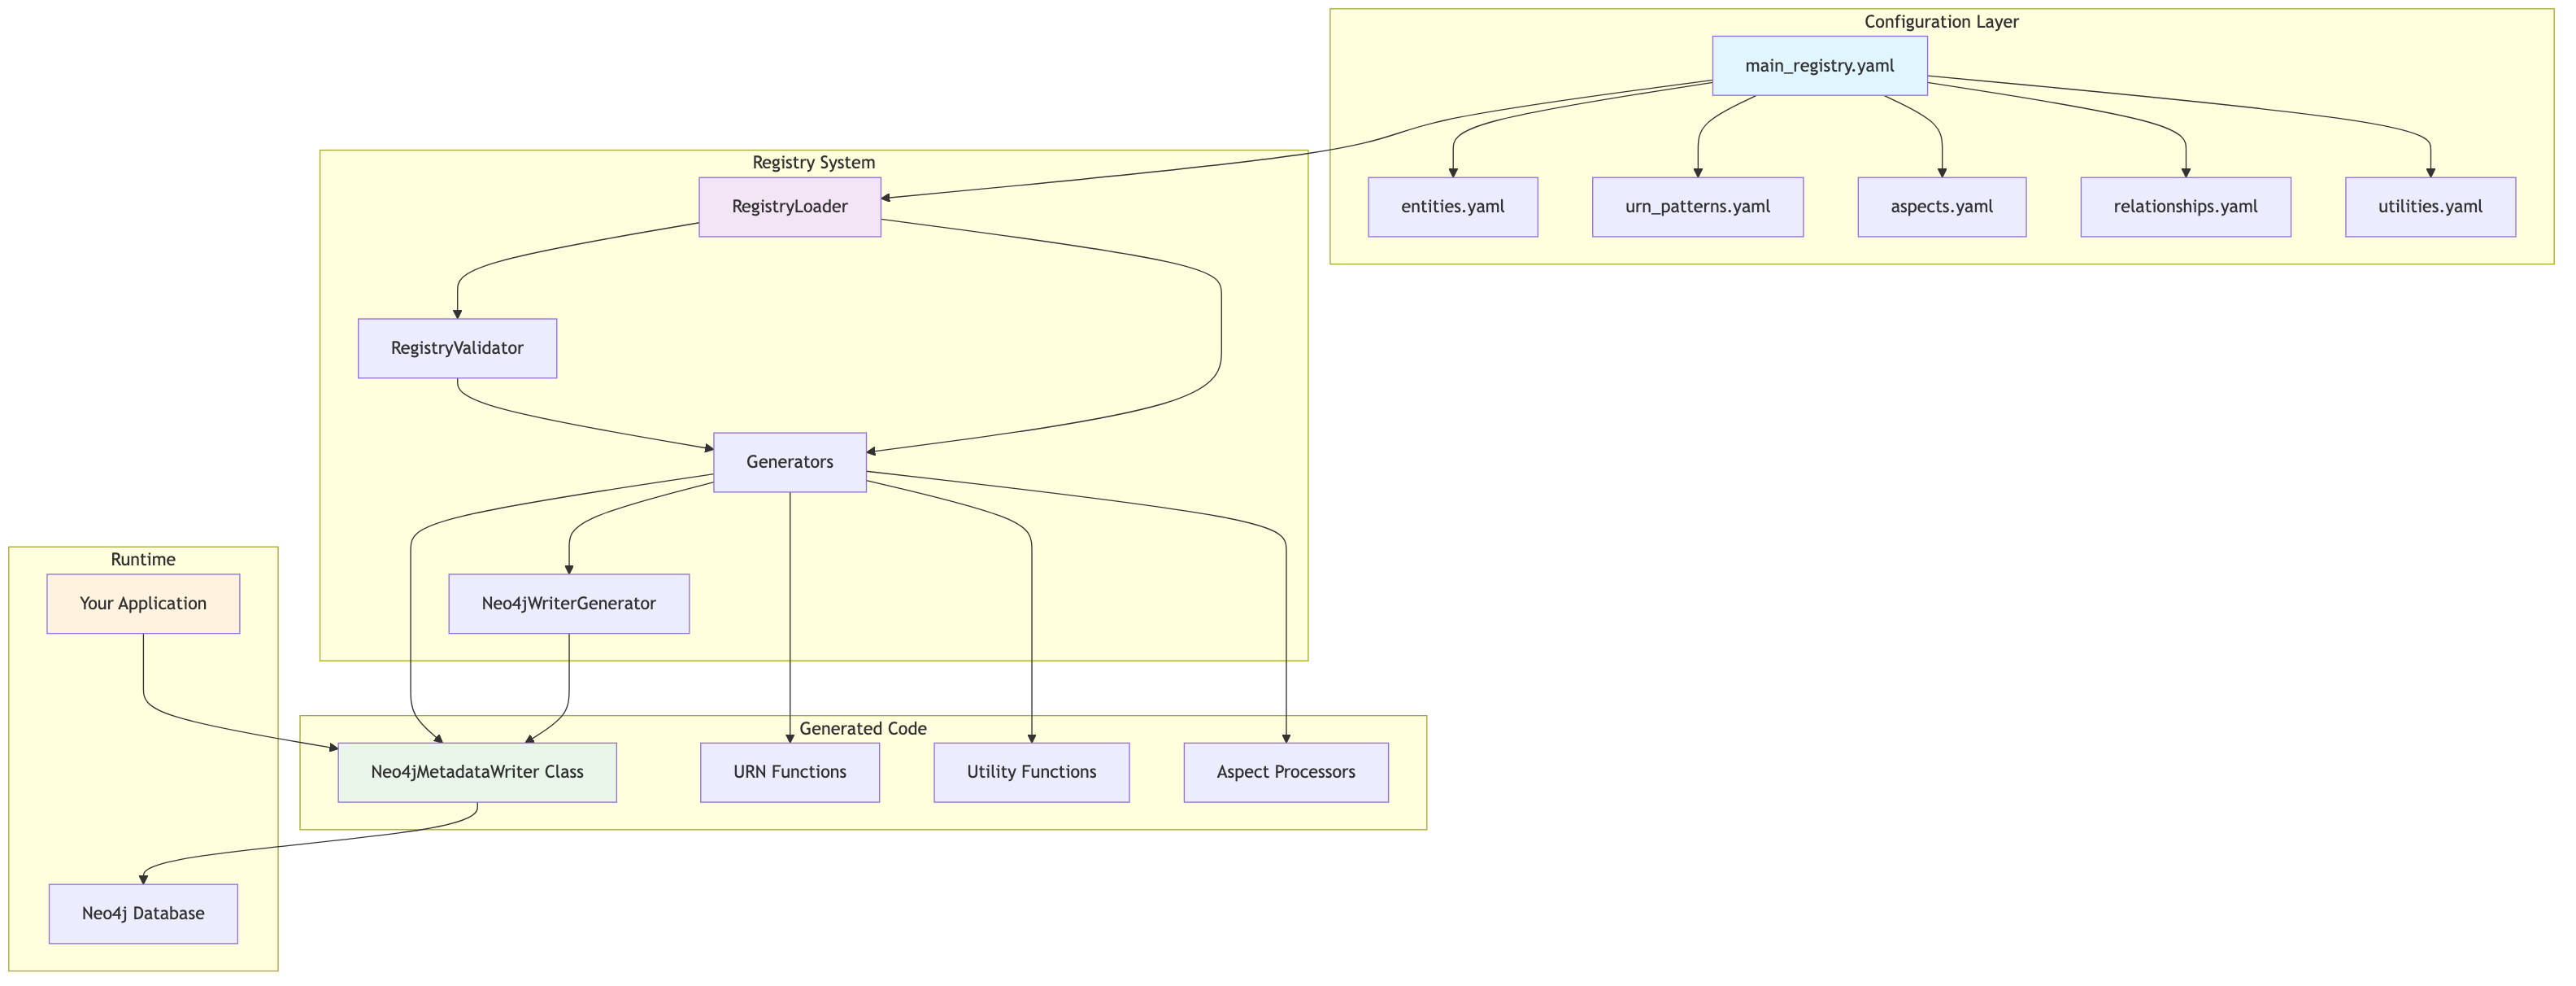 Configuration Layer
main_registry.yaml
entities.yaml
urn_patterns.yaml
aspects.yaml
relationships.yaml
utilities.yaml
Registry System
RegistryLoader
RegistryValidator
Generators
Neo4jWriterGenerator
Runtime
Your Application
Neo4j Database
Generated Code
Neo4jMetadataWriter Class
URN Functions
Utility Functions
Aspect Processors